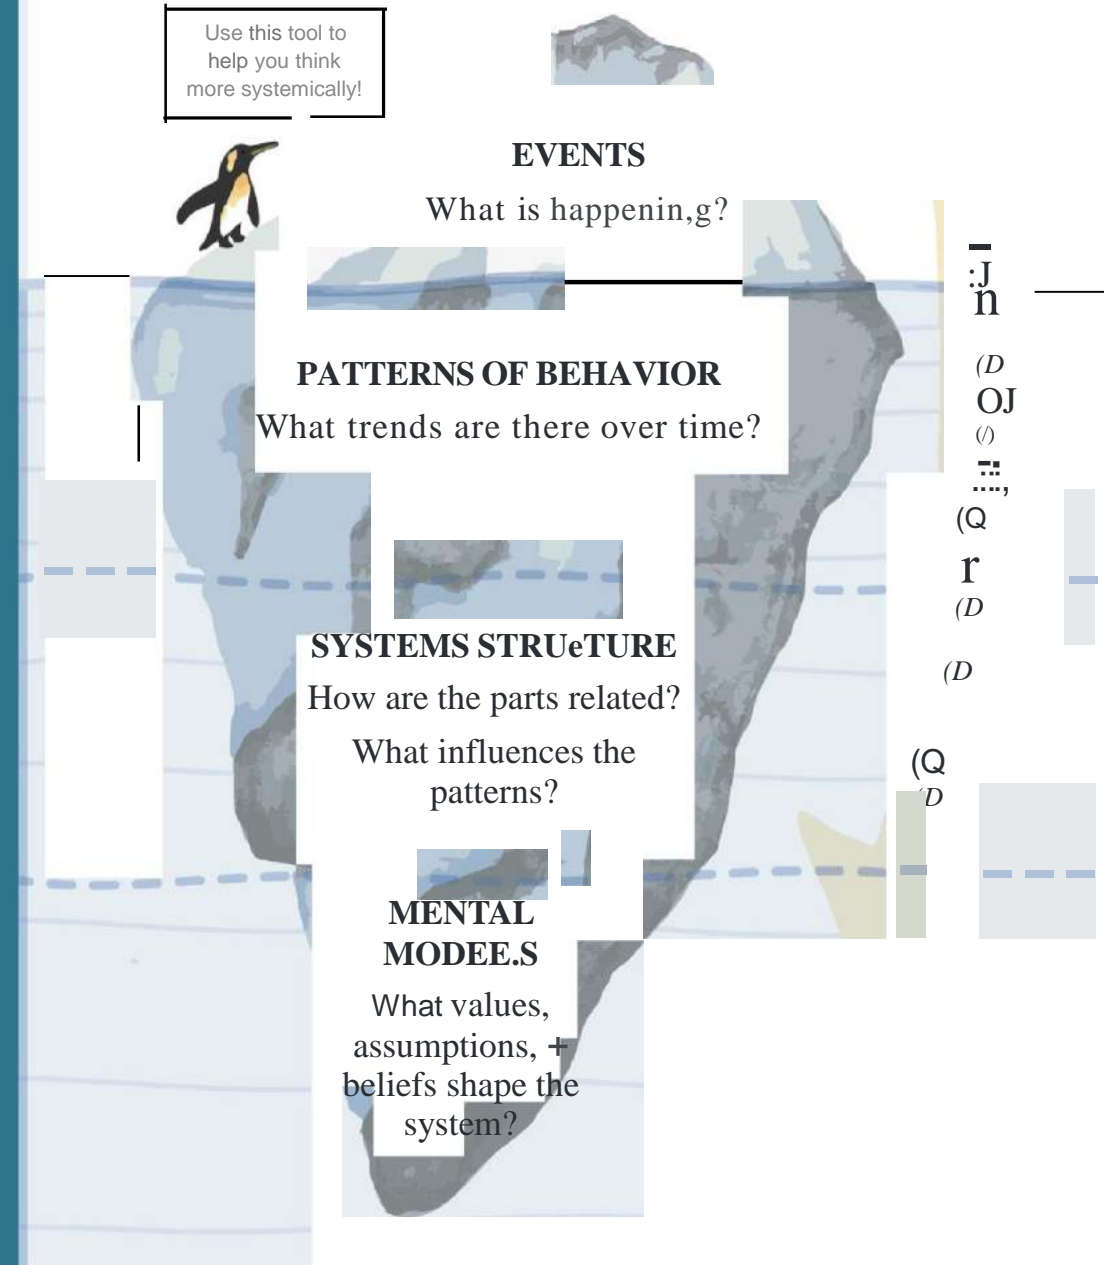 Use this tool to
help you think
more systemically!
EVENTS
What is happenin,g?
PATTERNS OF BEHAVIOR
What trends are there over time?
SYSTEMS STRUeTURE
How are the parts related?
What influences the
patterns?
MENTAL
MODEE.S
What values,
assumptions, +
beliefs shape the
system?
:J
n
(D
OJ
(/)
(Q
r
(D
(D
(Q
(D